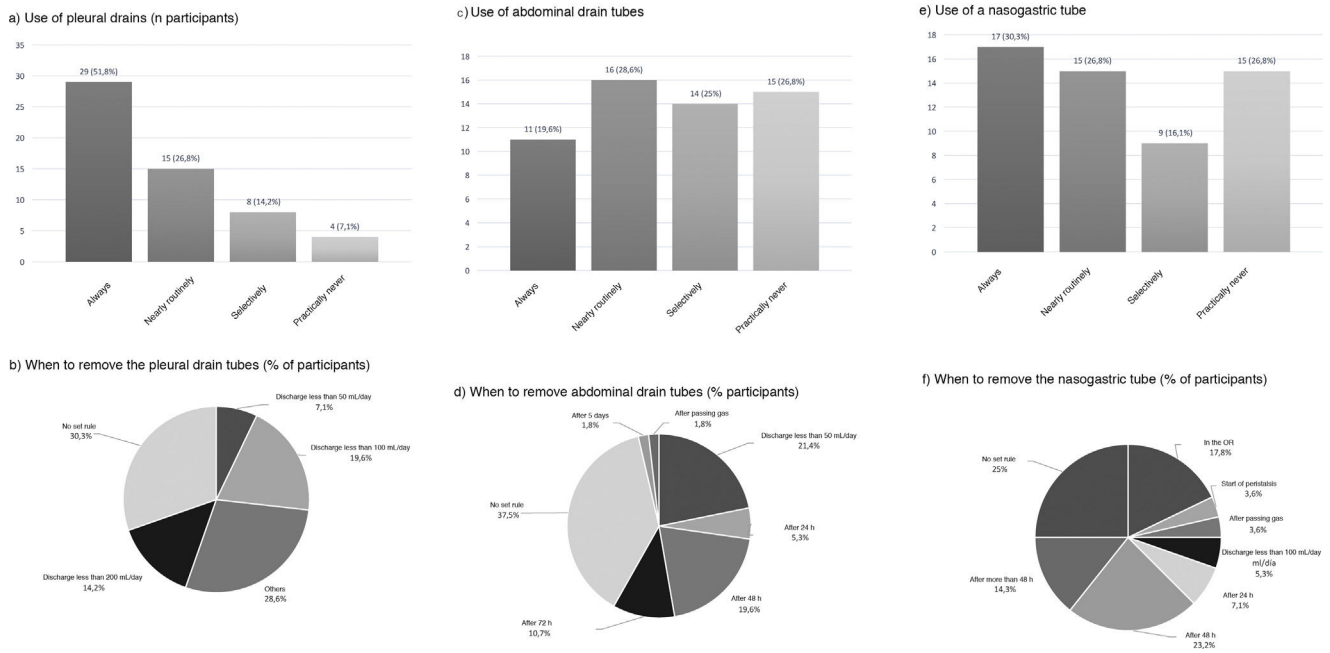 a) Use of pleural drains (n participants)
35
30
25
20
15
10
5
0
29 (51,8%)
15 (26,8%)
8 (14,2%)
4 (7,1%)
Always
Nearly routinely
Selectively
Practically never
c) Use of abdominal drain tubes
18
16
14
12
10
8
6
4
2
0
11 (19,6%)
16 (28,6%)
14 (25%)
15 (26,8%)
Always
Nearly routinely
Selectively
Practically never
e) Use of a nasogastric tube
18
16
14
12
10
8
6
4
2
0
17 (30,3%)
15 (26,8%)
9 (16,1%)
15 (26,8%)
Always
Nearly routinely
Selectively
Practically never
b) When to remove the pleural drain tubes (% of participants)
Discharge less than 50 mL/day
7,1%
Discharge less than 100 mL/day
19,6%
Others
28,6%
Discharge less than 200 mL/day
14,2%
No set rule
30,3%
d) When to remove abdominal drain tubes (% participants)
After 5 days
1,8%
After passing gas
1,8%
Discharge less than 50 mL/day
21,4%
After 24 h
5,3%
After 48 h
19,6%
After 72 h
10,7%
No set rule
37,5%
f) When to remove the nasogastric tube (% of participants)
In the OR
17,8%
Start of peristalsis
3,6%
After passing gas
3,6%
Discharge less than 100 mL/day
ml/día
5,3%
After 24 h
7,1%
After 48 h
23,2%
After more than 48 h
14,3%
No set rule
25%